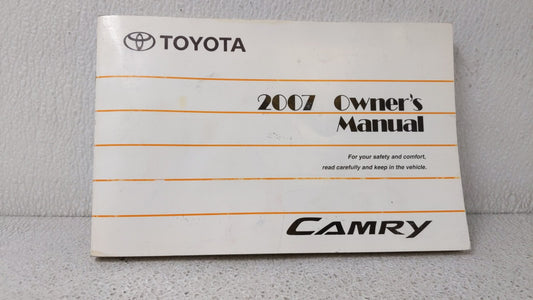 TOYOTA
2007 Owner's
Manual
For your safety and comfort,
read carefully and keep in the vehicle.
CAMRY